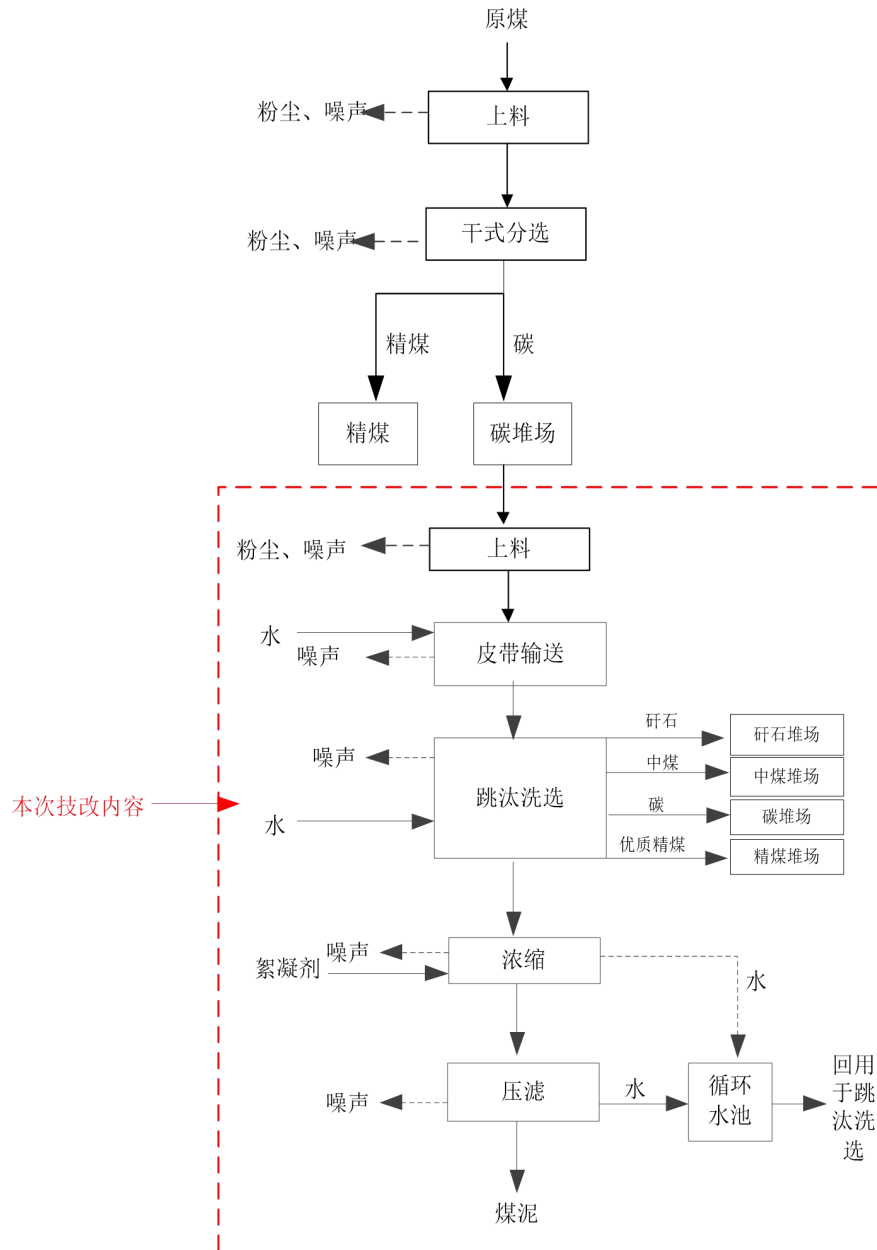 原煤
粉尘、噪声
上料
粉尘、噪声
干式分选
精煤
碳
精煤
碳堆场
粉尘、噪声
上料
水
噪声
皮带输送
矸石
矸石堆场
噪声
中煤
中煤堆场
跳汰洗选
本次技改内容
碳
碳堆场
水
优质精煤
精煤堆场
噪声
浓缩
絮凝剂
水
噪声
压滤
水
循环
水池
回用
于跳
汰洗
选
煤泥